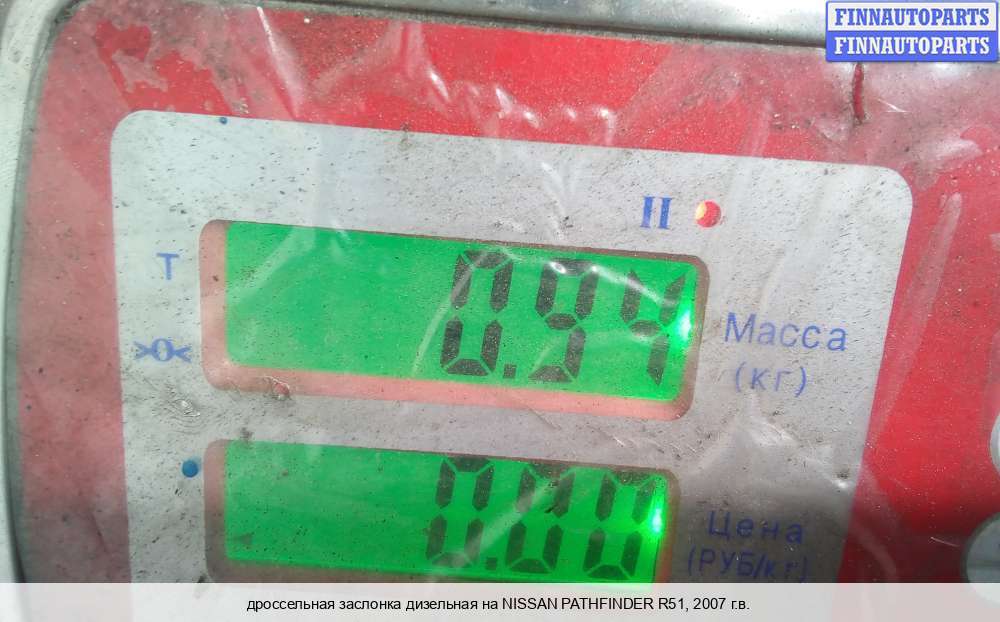 FINNAUTOPARTS
FINNAUTOPARTS
II
T
0.94
Масса
(кг)
>0<
0.00
Цена
(РУБ/кг)
дроссельная заслонка дизельная на NISSAN PATHFINDER R51, 2007 г.в.